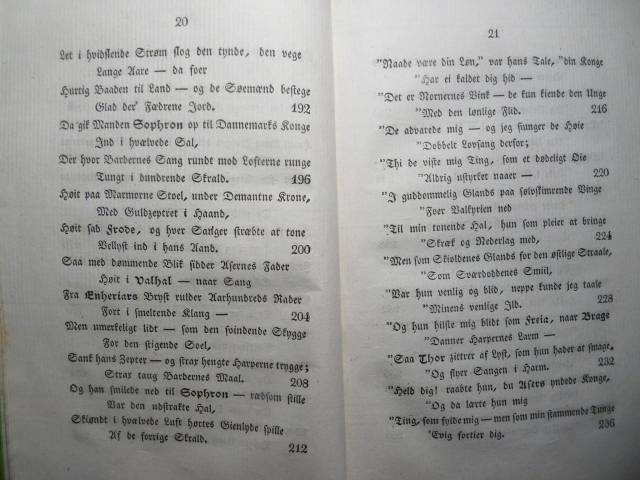 20
Let i hvidslende Strøm slog den tynde, den vege
Lange Aare — da foer
Hurtig Baaden til Land — og de Søemænd bestege
Glad der Fædrene Jord. 192
Da gik Manden Sophron op til Dannemarks Konge
Ind i hvælvede Sal,
Der hvor Bardernes Sang rundt mod Lofterne runge
Tungt i dundrende Skrald. 196
Høit paa Marmorne Stoel, under Demantne Krone,
Med Guldzeptret i Haand,
Høit sad Frode, og hver Sanger stræbte at tone
Vellyst ind i hans Aand. 200
Saa med dømmende Blik sidder Asernes Fader
Høit i Valhal — naar Sang
Fra Enheriars Bryst rulder Aarhundreds Rader
Fort i smeltende Klang — 204
Men umerkeligt lidt — som den svindende Skygge
For den stigende Soel,
Sank hans Zepter — og strax hengte Harperne trygge;
Strax taug Bardernes Maal. 208
Og han smilede ned til Sophron — rædsom stille
Var den udstrakte Hal,
Skiøndt i hvælvede Luft hørtes Gienlyde spille
Af de forrige Skrald. 212
21
"Naade være din Løn," var hans Tale, "din Konge
"Har ei kaldet dig hid —
"Det er Nornernes Vink — de kun kiende den Unge
"Med den lønlige Flid. 216
"De advarede mig — og jeg siunger de Høie
"Dobbelt Lovsang derfor;
"Thi de viste mig Ting, som et dødeligt Øie
"Aldrig ustyrket naaer — 220
"I guddommelig Glands paa sølvskimrende Vinge
"Foer Valkyrien ned
"Til min tonende Hal, hun som pleier at bringe
"Skræk og Nederlag med, 224
"Men som Skioldenes Glands for den østlige Straale,
"Som Sværdoddenes Smiil,
"Var hun venlig og blid, neppe kunde jeg taale
"Minens venlige Ild. 228
"Og hun hilste mig blidt som Freia, naar Brage
"Danner Harpernes Larm —
"Saa Thor zittrer af Lyst, som hun hader at smage,
"Og styer Sangen i Harm. 232
"Held dig! raabte hun, du Asers yndede Konge,
"Og da lærte hun mig
"Ting, som fylde mig — men som min stammende Tunge
"Evig fortier dig. 236